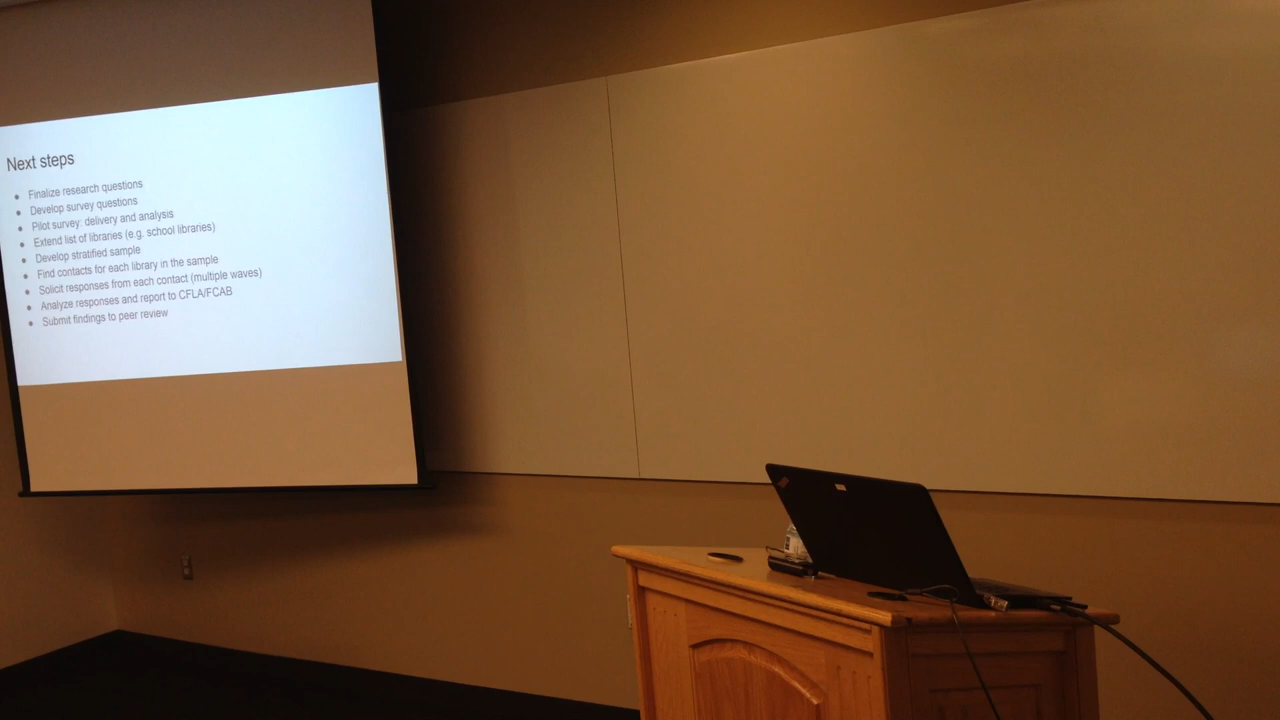 Next steps
● Finalize research questions
● Develop survey questions
● Pilot survey: delivery and analysis
● Extend list of libraries (e.g. school libraries)
● Develop stratified sample
● Find contacts for each library in the sample
● Solicit responses from each contact (multiple waves)
● Analyze responses and report to CFLA/FCAB
● Submit findings to peer review